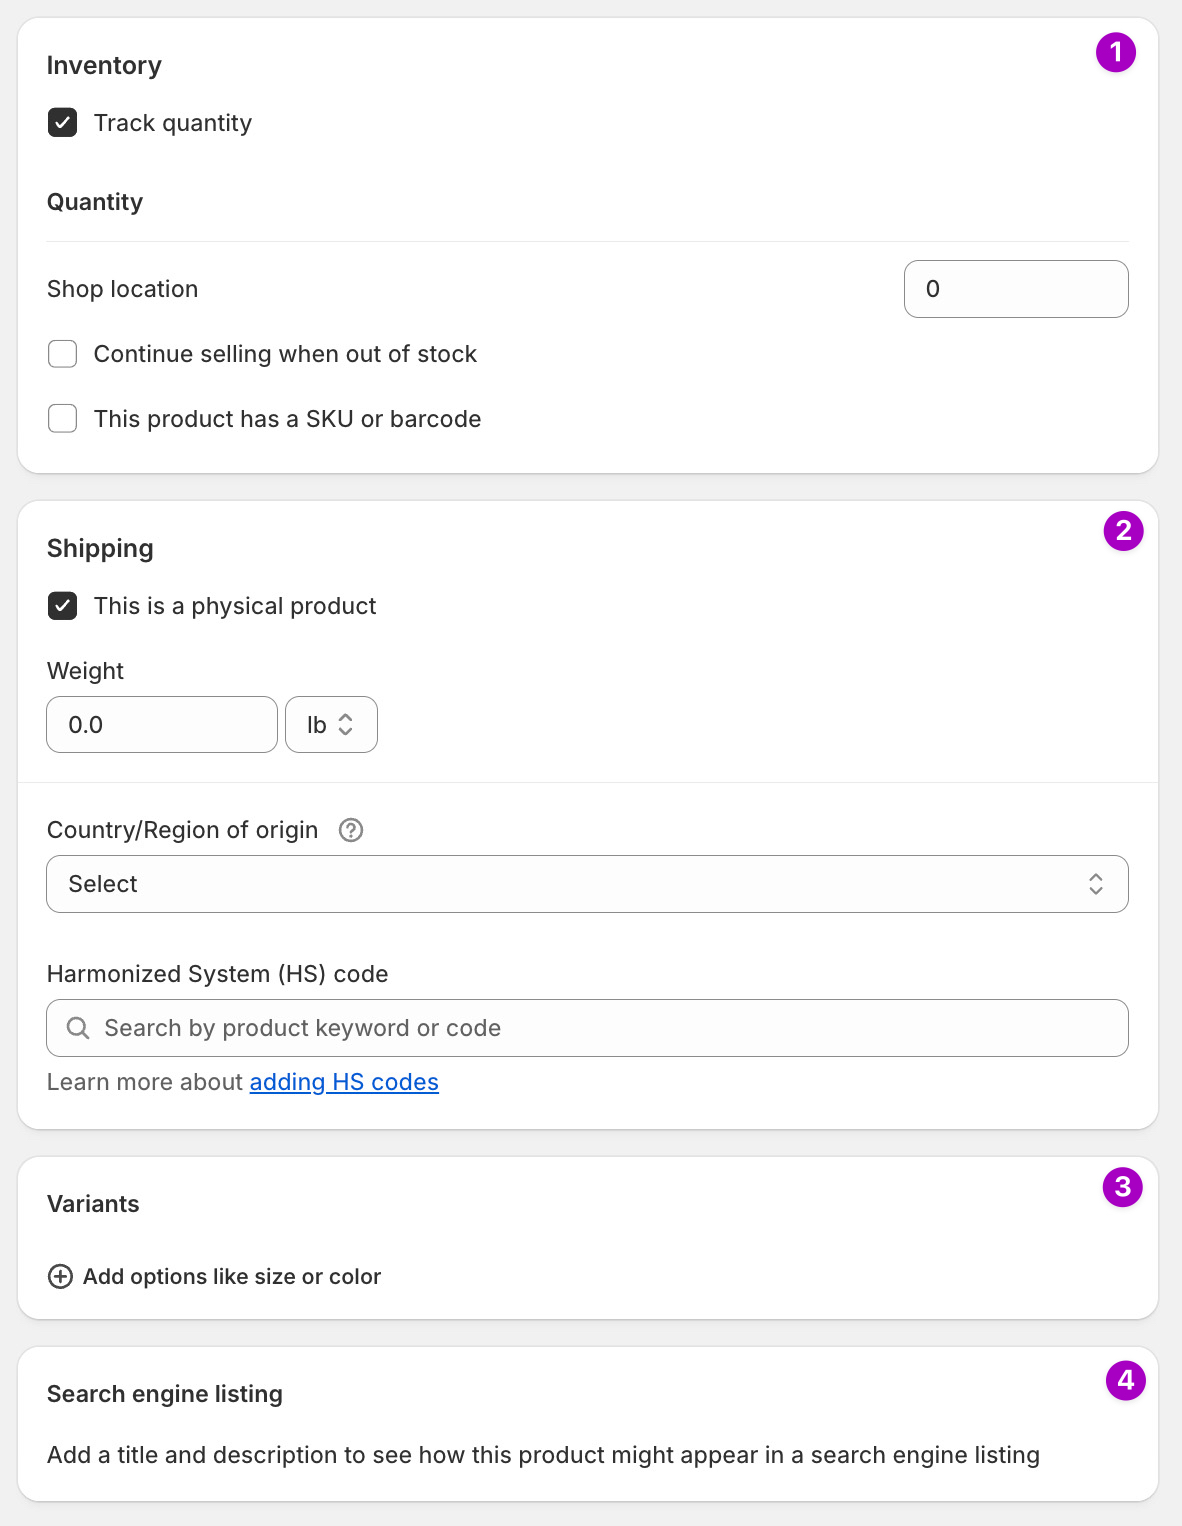 Inventory
1
Track quantity
Quantity
Shop location
0
Continue selling when out of stock
This product has a SKU or barcode
Shipping
2
This is a physical product
Weight
0.0
lb
Country/Region of origin ?
Select
Harmonized System (HS) code
Search by product keyword or code
Learn more about adding HS codes
Variants
3
Add options like size or color
Search engine listing
4
Add a title and description to see how this product might appear in a search engine listing